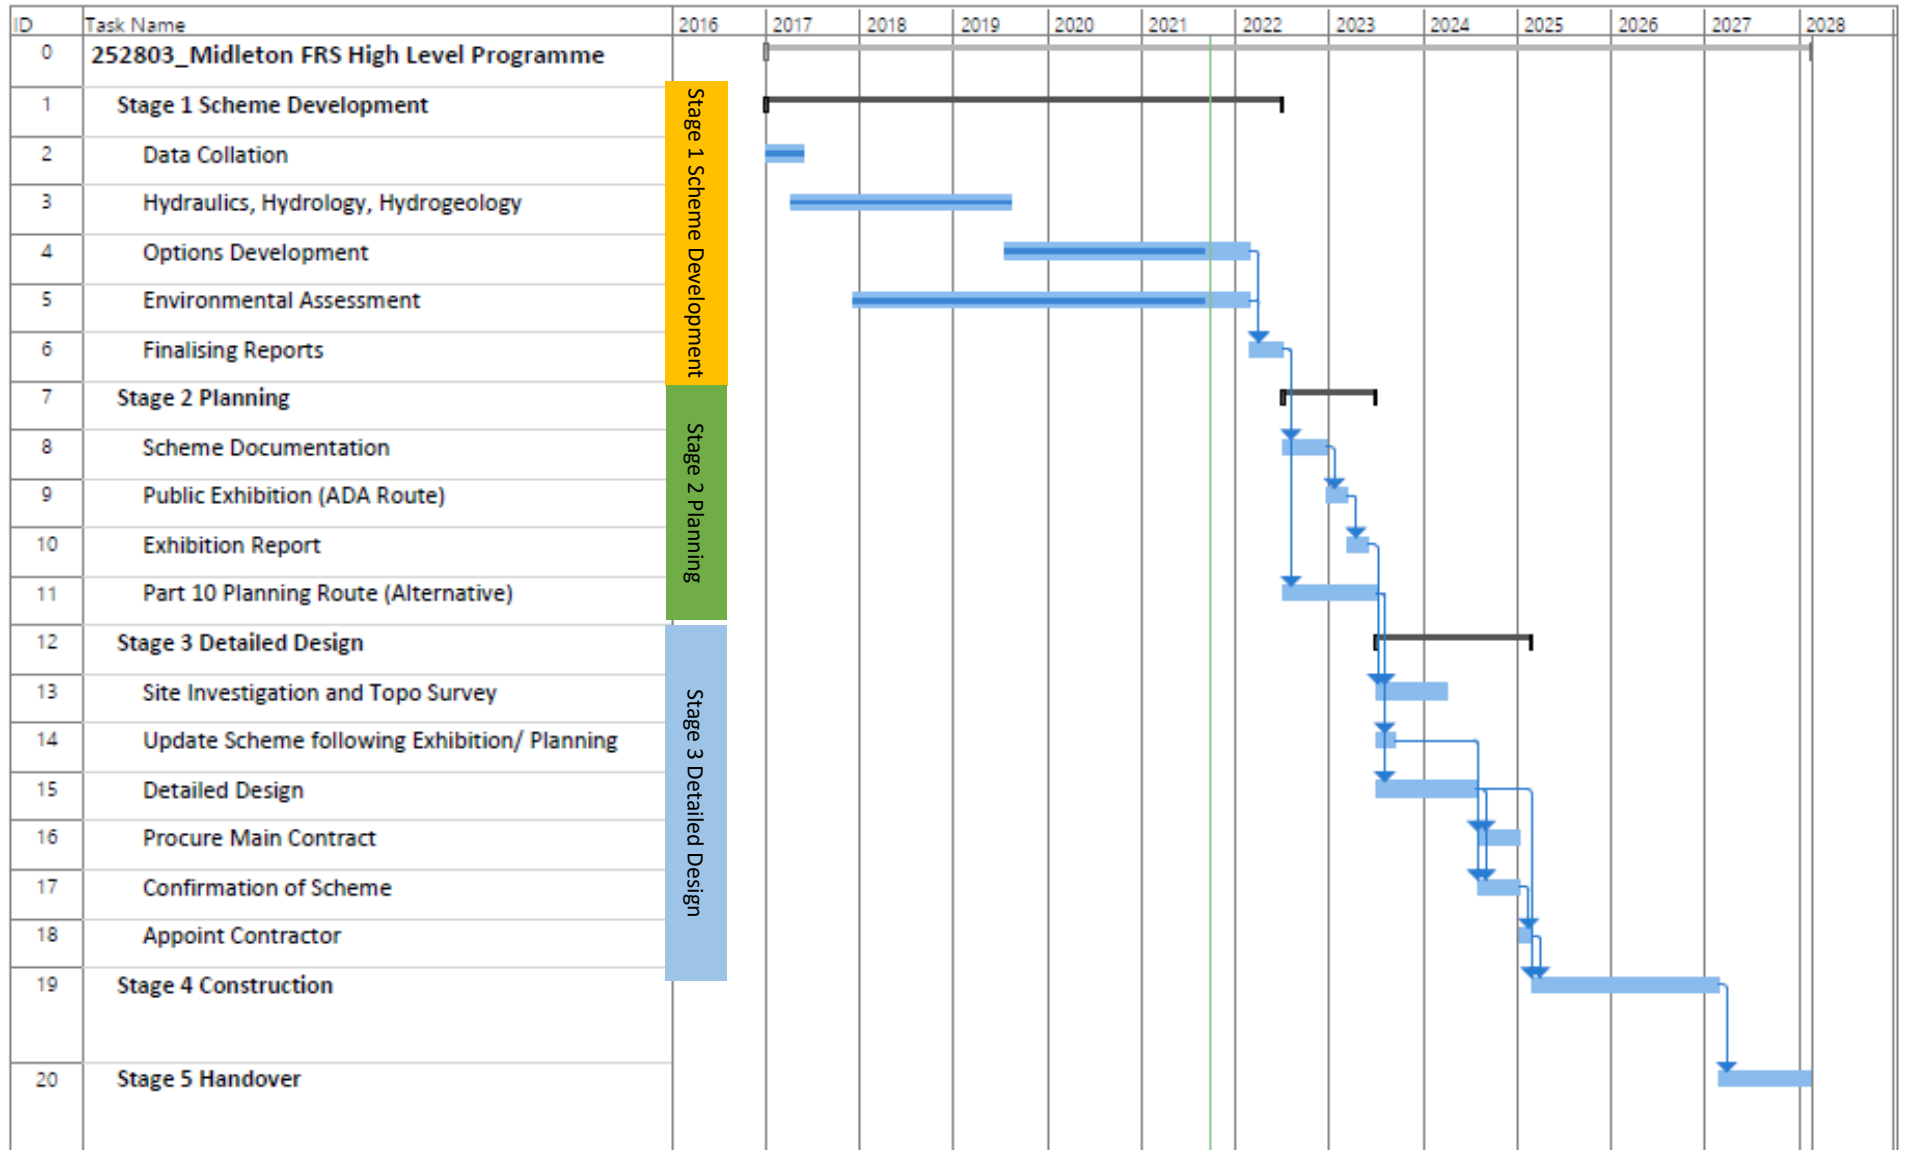 ID Task Name 2016 2017 2018 2019 2020 2021 2022 2023 2024 2025 2026 2027 2028
0 252803_Midleton FRS High Level Programme
1 Stage 1 Scheme Development
2 Data Collation
3 Hydraulics, Hydrology, Hydrogeology
4 Options Development
5 Environmental Assessment
6 Finalising Reports
7 Stage 2 Planning
8 Scheme Documentation
9 Public Exhibition (ADA Route)
10 Exhibition Report
11 Part 10 Planning Route (Alternative)
12 Stage 3 Detailed Design
13 Site Investigation and Topo Survey
14 Update Scheme following Exhibition/ Planning
15 Detailed Design
16 Procure Main Contract
17 Confirmation of Scheme
18 Appoint Contractor
19 Stage 4 Construction
20 Stage 5 Handover
Stage 1 Scheme Development
Stage 2 Planning
Stage 3 Detailed Design